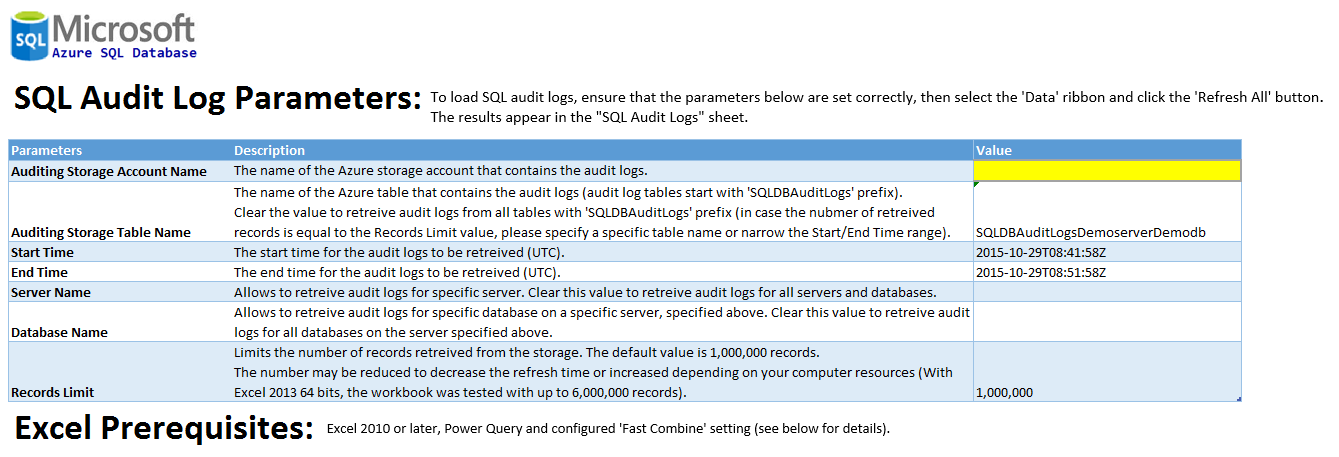 SQL Microsoft
Azure SQL Database
SQL Audit Log Parameters: To load SQL audit logs, ensure that the parameters below are set correctly, then select the 'Data' ribbon and click the 'Refresh All' button.
The results appear in the "SQL Audit Logs" sheet.
Parameters Description Value
Auditing Storage Account Name The name of the Azure storage account that contains the audit logs.
The name of the Azure table that contains the audit logs (audit log tables start with 'SQLDBAuditLogs' prefix).
Clear the value to retreive audit logs from all tables with 'SQLDBAuditLogs' prefix (in case the nubmer of retreived
Auditing Storage Table Name records is equal to the Records Limit value, please specify a specific table name or narrow the Start/End Time range). SQLDBAuditLogsDemoserverDemodb
Start Time The start time for the audit logs to be retreived (UTC). 2015-10-29T08:41:58Z
End Time The end time for the audit logs to be retreived (UTC). 2015-10-29T08:51:58Z
Server Name Allows to retreive audit logs for specific server. Clear this value to retreive audit logs for all servers and databases.
Allows to retreive audit logs for specific database on a specific server, specified above. Clear this value to retreive audit
Database Name logs for all databases on the server specified above.
Limits the number of records retreived from the storage. The default value is 1,000,000 records.
The number may be reduced to decrease the refresh time or increased depending on your computer resources (With
Records Limit Excel 2013 64 bits, the workbook was tested with up to 6,000,000 records). 1,000,000
Excel Prerequisites: Excel 2010 or later, Power Query and configured 'Fast Combine' setting (see below for details).